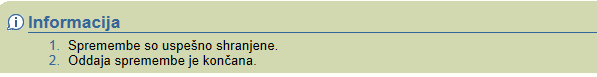 Informacija
1. Spremembe so uspešno shranjene.
2. Oddaja spremembe je končana.